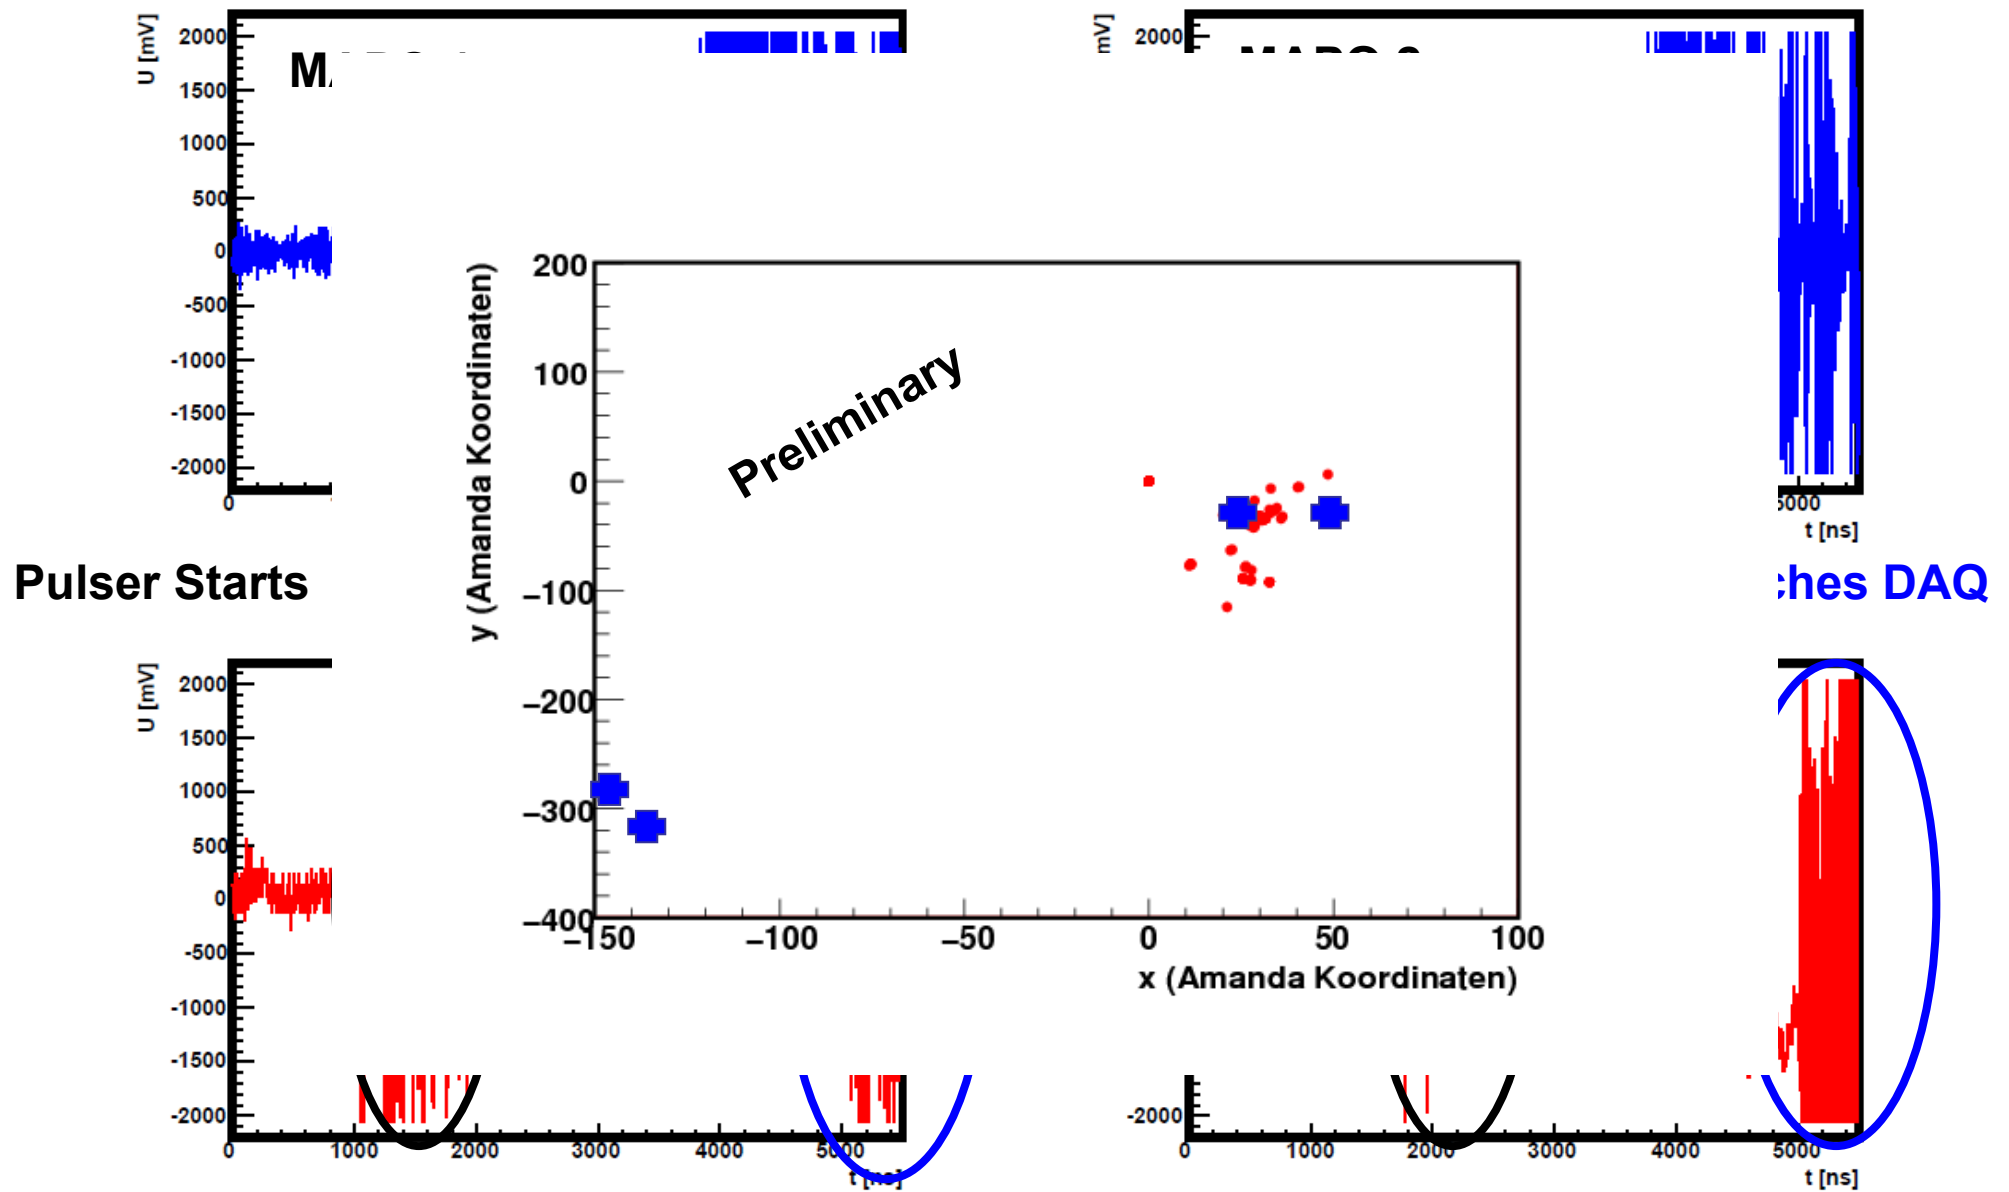 U [mV]
2000
1500
1000
500
0
-500
-1000
-1500
-2000
0
mV]
2000
5000
t [ns]
Pulser Starts
ches DAQ
U [mV]
2000
1500
1000
500
0
-500
-1000
-1500
-2000
0 1000 2000 3000 4000 5000
t [ns]
-2000
0 1000 2000 3000 4000 5000
t [ns]
Preliminary
y (Amanda Koordinaten)
200
100
0
−100
−200
−300
−400
−150 −100 −50 0 50 100
x (Amanda Koordinaten)